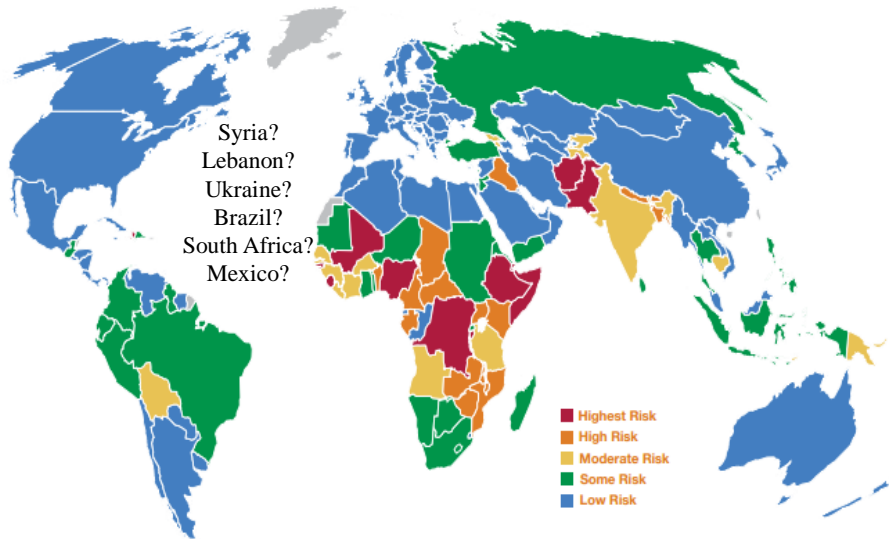 Syria?
Lebanon?
Ukraine?
Brazil?
South Africa?
Mexico?
Highest Risk
High Risk
Moderate Risk
Some Risk
Low Risk